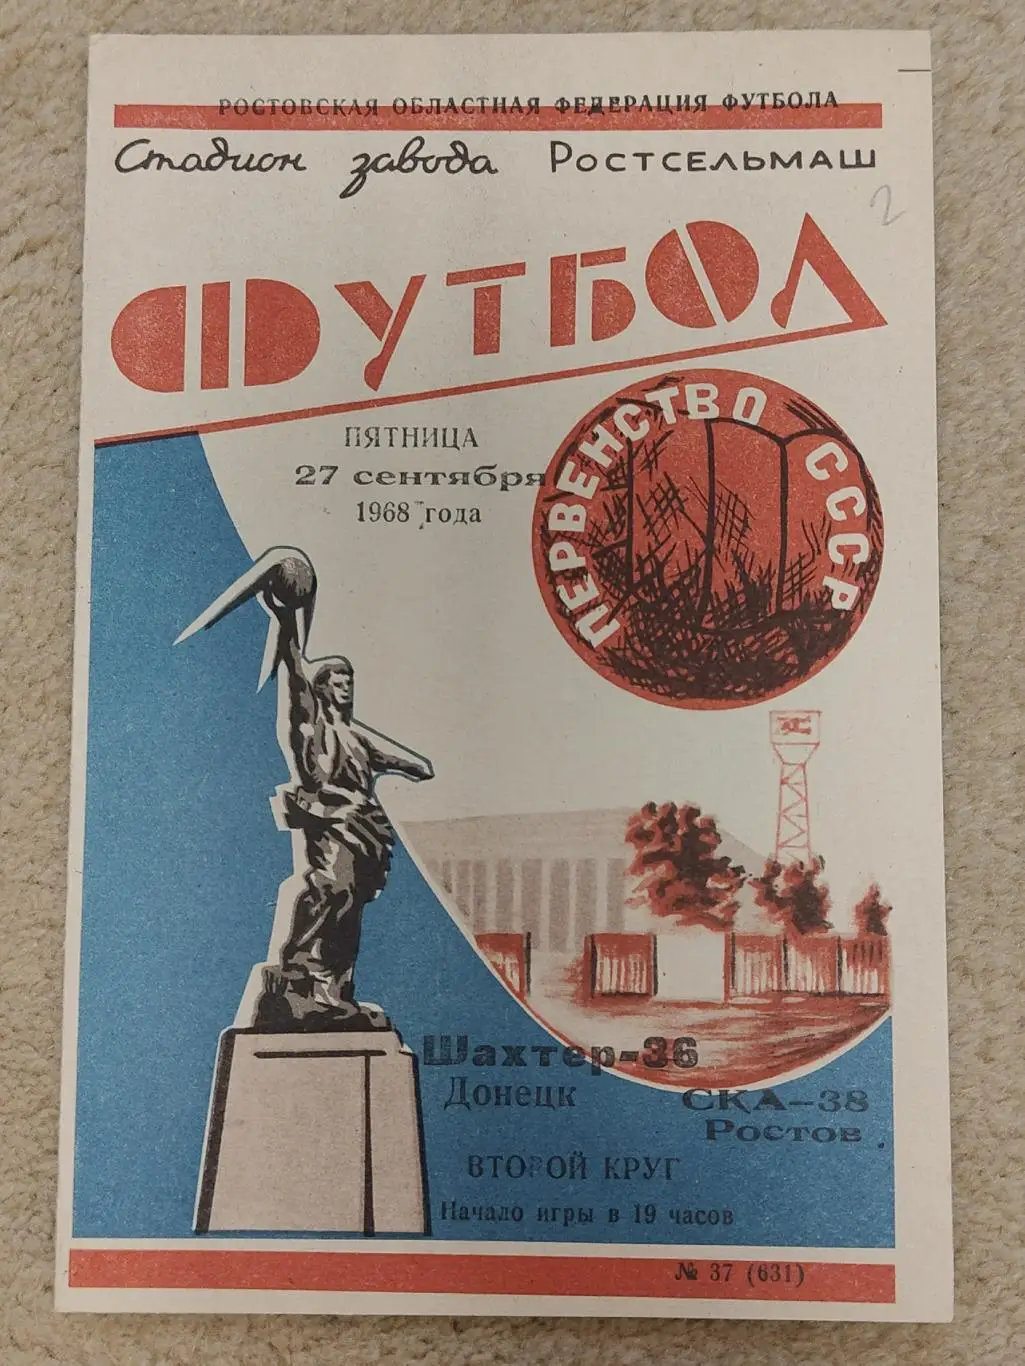 РОСТОВСКАЯ ОБЛАСТНАЯ ФЕДЕРАЦИЯ ФУТБОЛА
Стадион завода РОСТСЕЛЬМАШ
2
ФУТБОЛ
ПЕРВЕНСТВО СССР
ПЯТНИЦА
27 сентября
1968 года
Шахтер-36
Донецк
СКА-38
Ростов
ВТОРОЙ КРУГ
Начало игры в 19 часов
№ 37 (631)